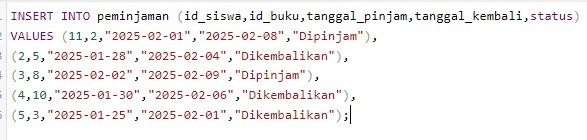 INSERT INTO peminjaman (id_siswa,id_buku,tanggal_pinjam,tanggal_kembali,status)
VALUES (11,2,"2025-02-01","2025-02-08","Dipinjam"),
(2,5,"2025-01-28","2025-02-04","Dikembalikan"),
(3,8,"2025-02-02","2025-02-09","Dipinjam"),
(4,10,"2025-01-30","2025-02-06","Dikembalikan"),
(5,3,"2025-01-25","2025-02-01","Dikembalikan");